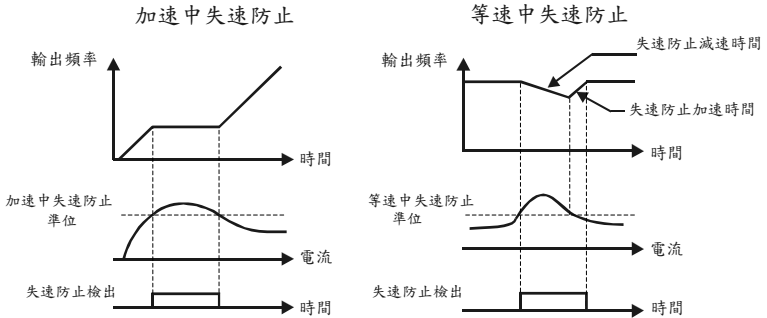 加速中失速防止
輸出頻率
時間
加速中失速防止
準位
電流
失速防止檢出
時間
等速中失速防止
輸出頻率
失速防止減速時間
失速防止加速時間
時間
等速中失速防止
準位
電流
失速防止檢出
時間